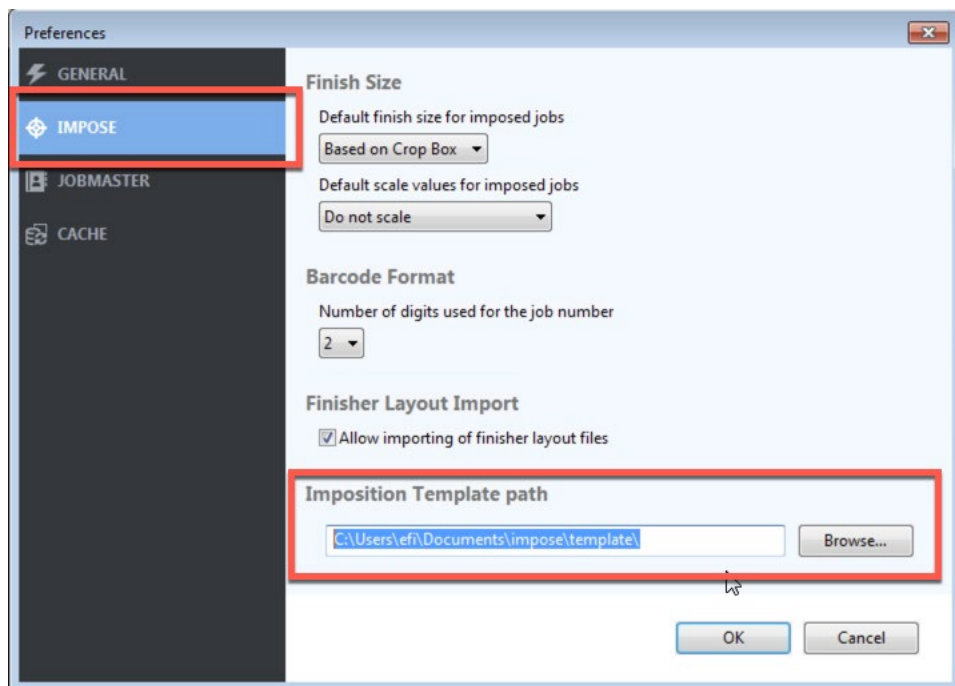 Preferences
GENERAL
IMPOSE
JOBMASTER
CACHE
Finish Size
Default finish size for imposed jobs
Based on Crop Box
Default scale values for imposed jobs
Do not scale
Barcode Format
Number of digits used for the job number
2
Finisher Layout Import
Allow importing of finisher layout files
Imposition Template path
C:\Users\efi\Documents\impose\template\
Browse...
OK
Cancel